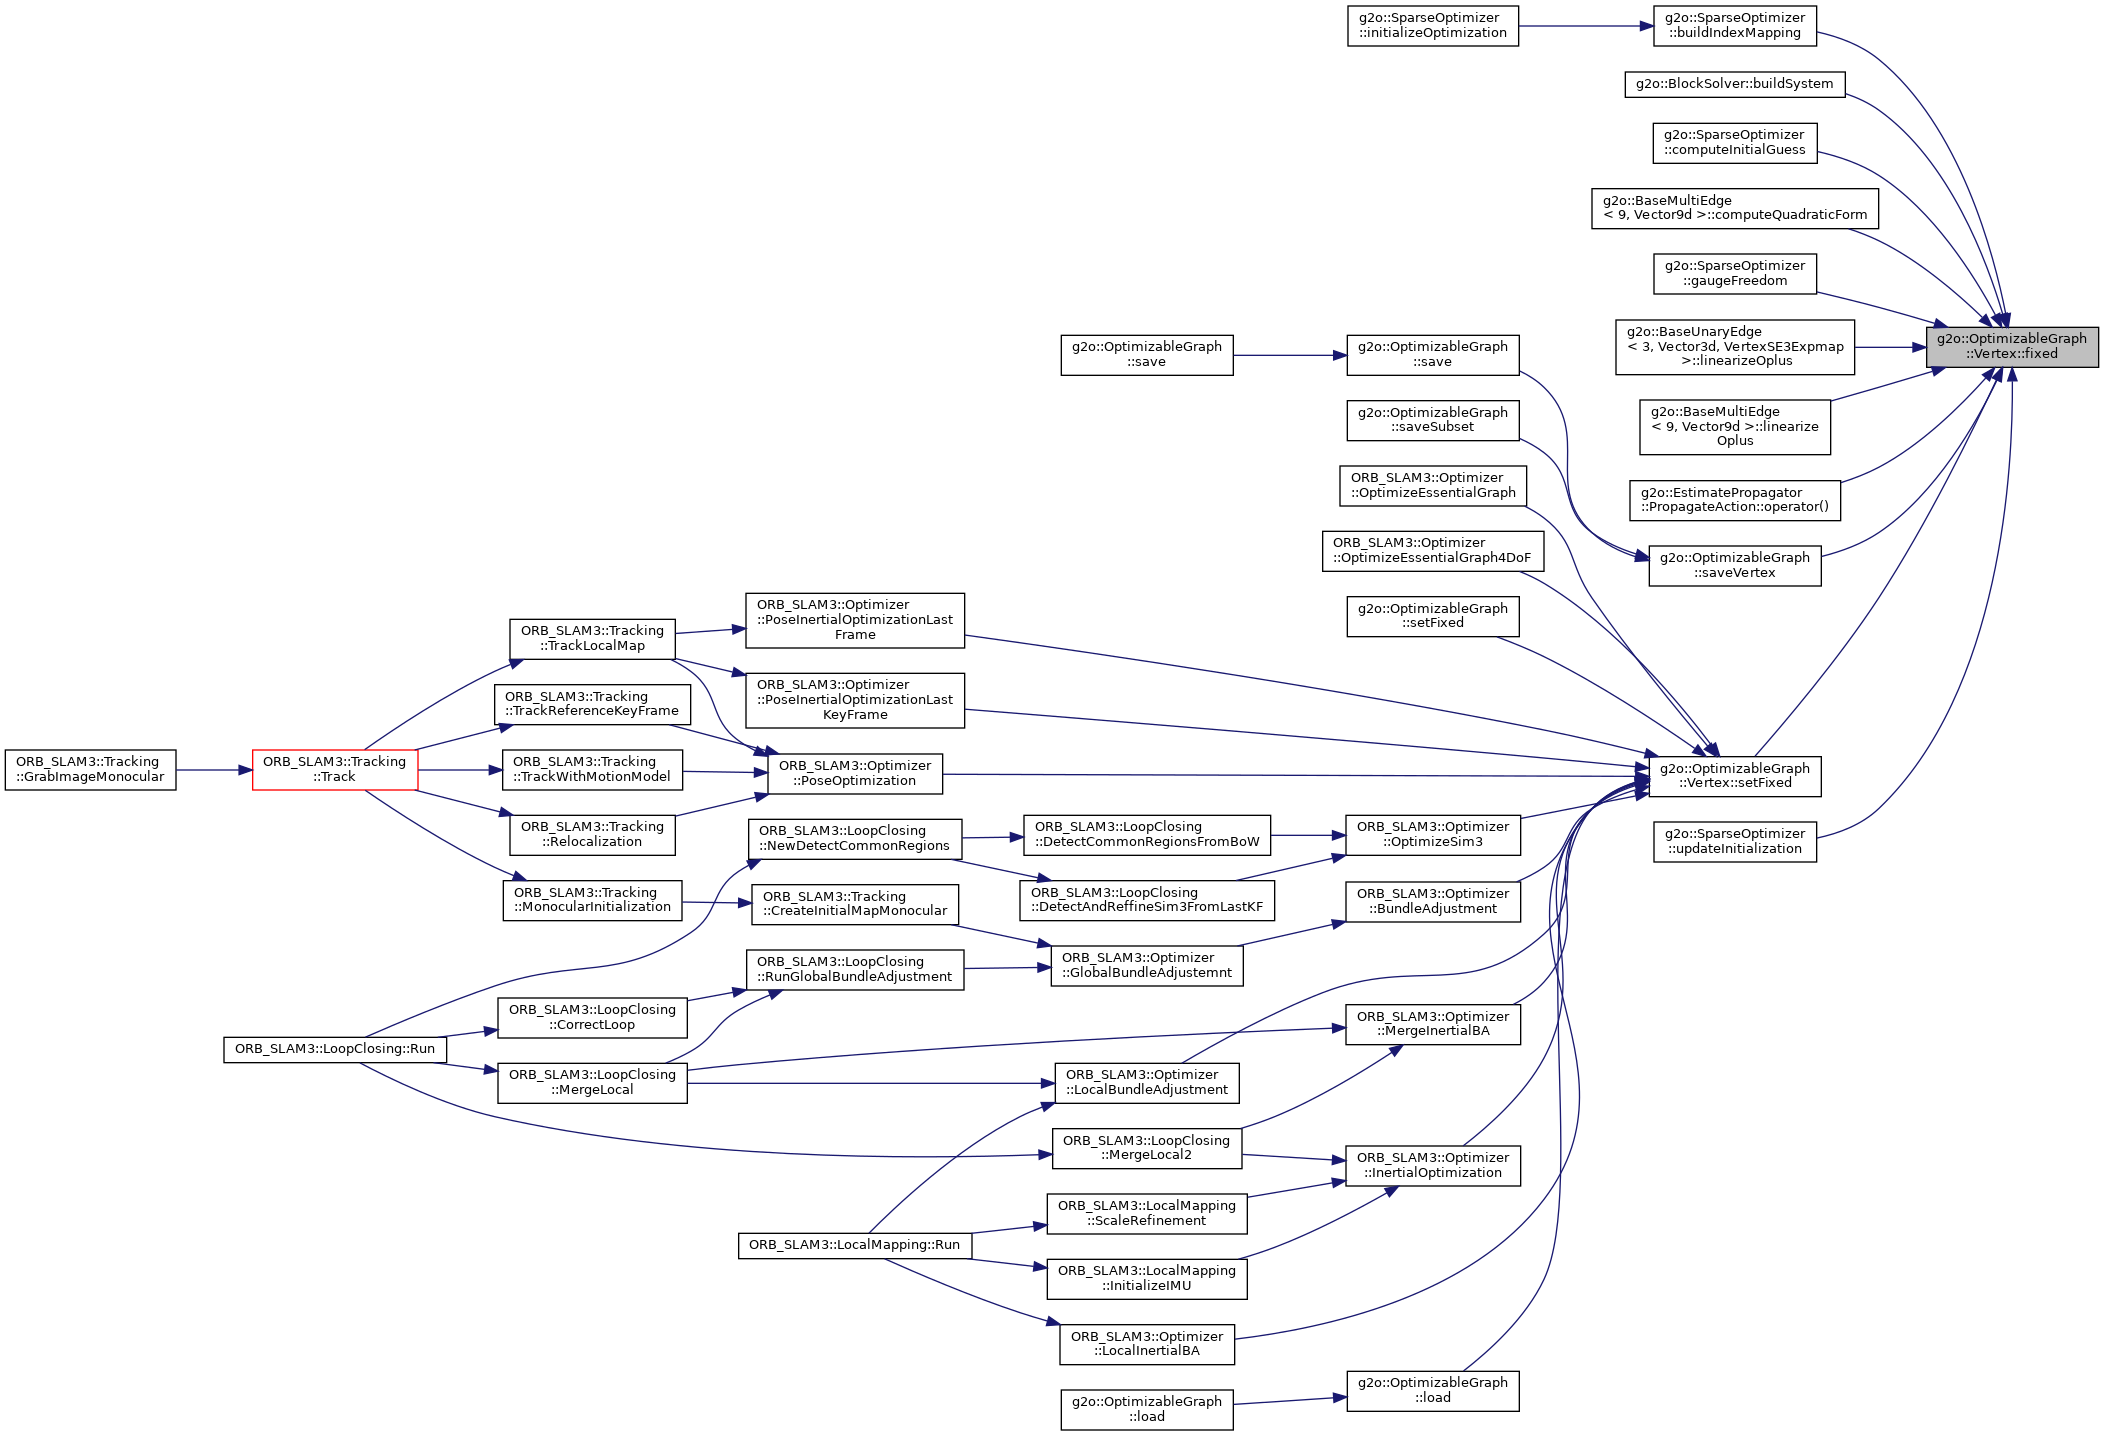 g2o::SparseOptimizer
::initializeOptimization
g2o::SparseOptimizer
::buildIndexMapping
g2o::BlockSolver::buildSystem
g2o::SparseOptimizer
::computeInitialGuess
g2o::BaseMultiEdge
< 9, Vector9d >::computeQuadraticForm
g2o::SparseOptimizer
::gaugeFreedom
g2o::BaseUnaryEdge
< 3, Vector3d, VertexSE3Expmap
>::linearizeOplus
g2o::OptimizableGraph
::Vertex::fixed
g2o::OptimizableGraph
::save
g2o::OptimizableGraph
::save
g2o::OptimizableGraph
::saveSubset
g2o::BaseMultiEdge
< 9, Vector9d >::linearize
Oplus
ORB_SLAM3::Optimizer
::OptimizeEssentialGraph
g2o::EstimatePropagator
::PropagateAction::operator()
ORB_SLAM3::Optimizer
::OptimizeEssentialGraph4DoF
g2o::OptimizableGraph
::saveVertex
g2o::OptimizableGraph
::setFixed
ORB_SLAM3::Optimizer
::PoseInertialOptimizationLast
Frame
ORB_SLAM3::Tracking
::TrackLocalMap
ORB_SLAM3::Optimizer
::PoseInertialOptimizationLast
KeyFrame
ORB_SLAM3::Tracking
::TrackReferenceKeyFrame
ORB_SLAM3::Tracking
::GrabImageMonocular
ORB_SLAM3::Tracking
::Track
ORB_SLAM3::Tracking
::TrackWithMotionModel
ORB_SLAM3::Optimizer
::PoseOptimization
g2o::OptimizableGraph
::Vertex::setFixed
ORB_SLAM3::Tracking
::Relocalization
ORB_SLAM3::LoopClosing
::NewDetectCommonRegions
ORB_SLAM3::LoopClosing
::DetectCommonRegionsFromBoW
ORB_SLAM3::Optimizer
::OptimizeSim3
g2o::SparseOptimizer
::updateInitialization
ORB_SLAM3::Tracking
::MonocularInitialization
ORB_SLAM3::Tracking
::CreateInitialMapMonocular
ORB_SLAM3::LoopClosing
::DetectAndReffineSim3FromLastKF
ORB_SLAM3::Optimizer
::BundleAdjustment
ORB_SLAM3::LoopClosing
::RunGlobalBundleAdjustment
ORB_SLAM3::Optimizer
::GlobalBundleAdjustemnt
ORB_SLAM3::LoopClosing
::CorrectLoop
ORB_SLAM3::Optimizer
::MergeInertialBA
ORB_SLAM3::LoopClosing::Run
ORB_SLAM3::LoopClosing
::MergeLocal
ORB_SLAM3::Optimizer
::LocalBundleAdjustment
ORB_SLAM3::LoopClosing
::MergeLocal2
ORB_SLAM3::Optimizer
::InertialOptimization
ORB_SLAM3::LocalMapping
::ScaleRefinement
ORB_SLAM3::LocalMapping::Run
ORB_SLAM3::LocalMapping
::InitializeIMU
ORB_SLAM3::Optimizer
::LocalInertialBA
g2o::OptimizableGraph
::load
g2o::OptimizableGraph
::load